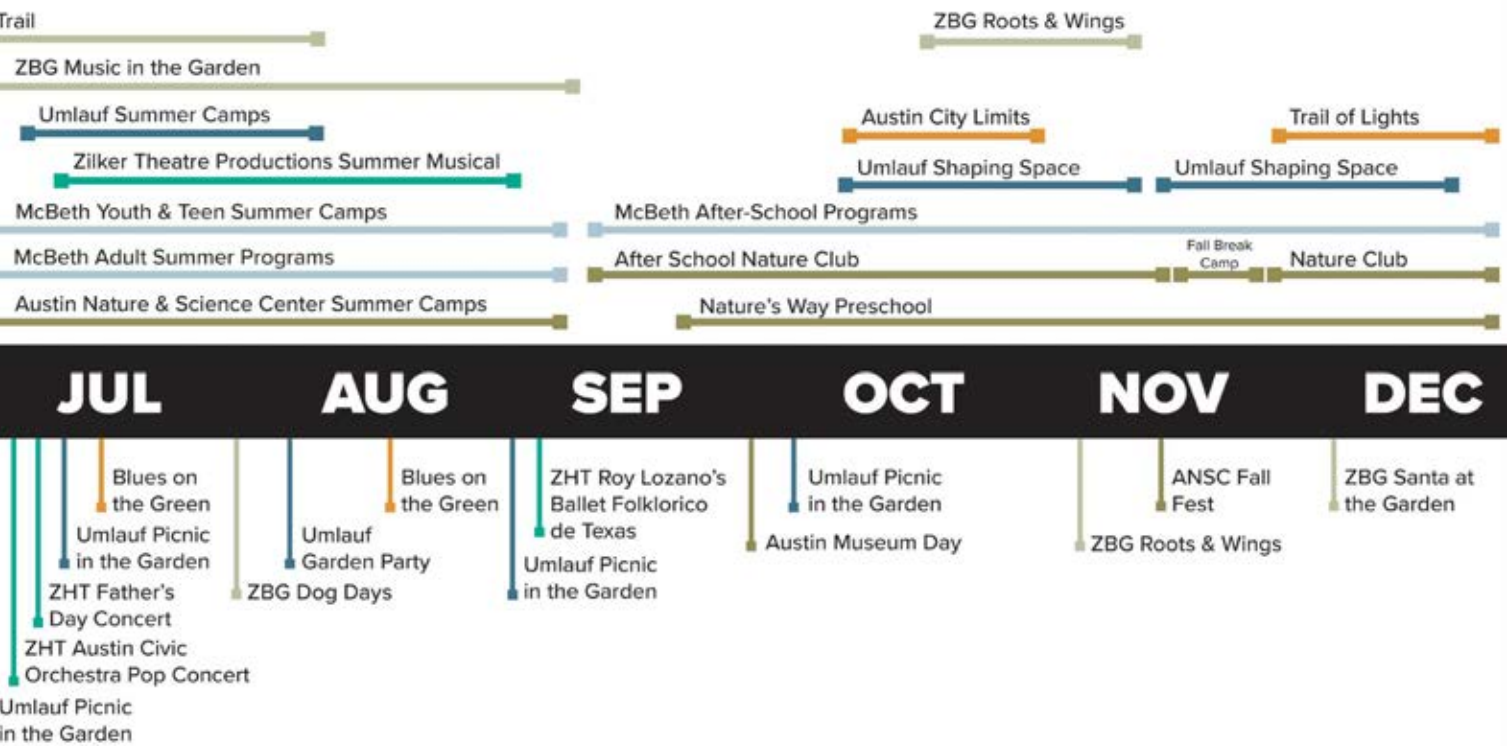 Trail
ZBG Roots & Wings
ZBG Music in the Garden
Umlauf Summer Camps
Austin City Limits
Trail of Lights
Zilker Theatre Productions Summer Musical
Umlauf Shaping Space
Umlauf Shaping Space
McBeth Youth & Teen Summer Camps
McBeth After-School Programs
McBeth Adult Summer Programs
After School Nature Club
Fall Break
Camp
Nature Club
Austin Nature & Science Center Summer Camps
Nature's Way Preschool
JUL
AUG
SEP
OCT
NOV
DEC
Blues on
the Green
Umlauf Picnic
in the Garden
ZHT Father's
Day Concert
ZHT Austin Civic
Orchestra Pop Concert
Umlauf Picnic
in the Garden
ZBG Dog Days
Umlauf
Garden Party
Blues on
the Green
ZHT Roy Lozano's
Ballet Folklorico
de Texas
Umlauf Picnic
in the Garden
Austin Museum Day
Umlauf Picnic
in the Garden
ZBG Roots & Wings
ANSC Fall
Fest
ZBG Santa at
the Garden